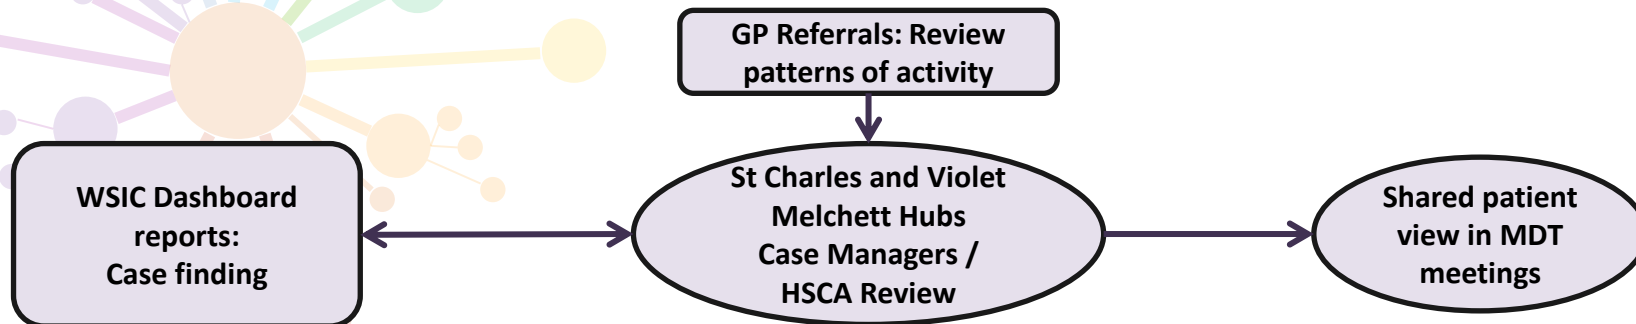 GP Referrals: Review
patterns of activity
WSIC Dashboard
reports:
Case finding
St Charles and Violet
Melchett Hubs
Case Managers /
HSCA Review
Shared patient
view in MDT
meetings